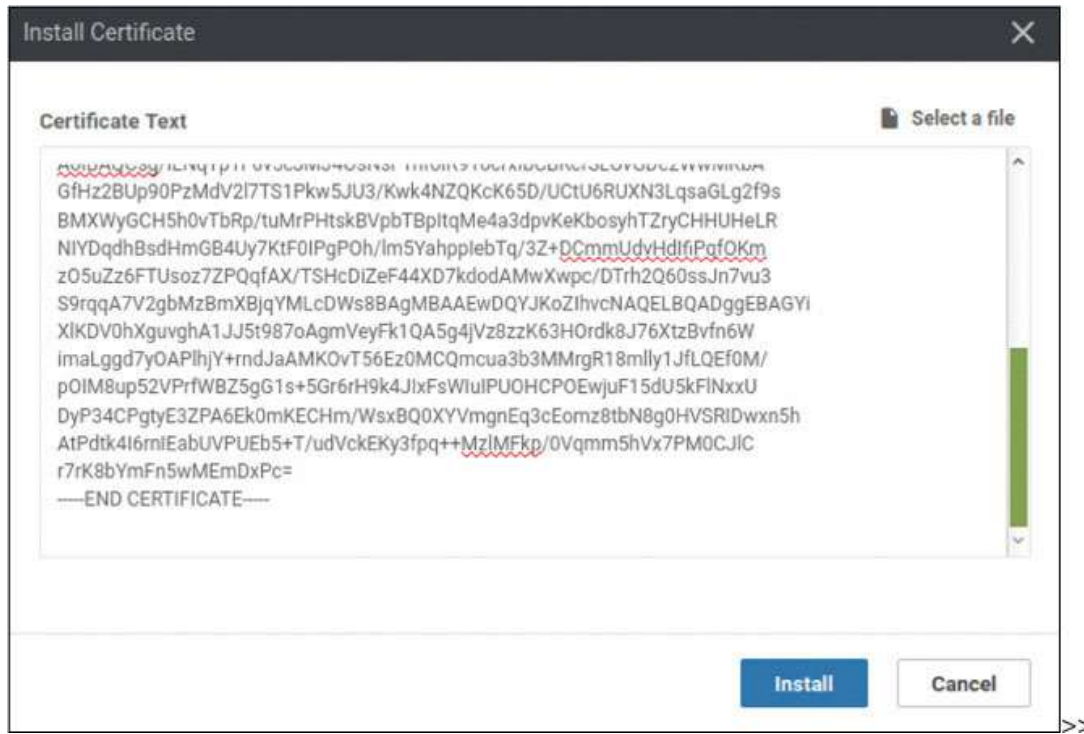 Install Certificate
Certificate Text
Select a file
GfHz2BUp90PzMdV2l7TS1Pkw5JU3/Kwk4NZQKcK65D/UCtU6RUXN3LqsaGLg2f9s
BMXWyGCH5h0vTbRp/tuMrPHtskBVpbTBpItqMe4a3dpvKeKbosyhTZryCHHUHeLR
NIYDqdhBsdHmGB4Uy7KtF0IPgPOh/lm5YahppIebTq/3Z+DCmmUdvHdIfiPqfOKm
zO5uZz6FTUsoz7ZPQqfAX/TSHcDiZeF44XD7kdodAMwXwpc/DTrh2Q60ssJn7vu3
S9rqqA7V2gbMzBmXBjqYMLcDWs8BAgMBAAEwDQYJKoZIhvcNAQELBQADggEBAGYi
XlKDV0hXguvghA1JJ5t987oAgmVeyFk1QA5g4jVz8zzK63HOrdk8J76XtzBvfn6W
imaLggd7yOAPlhjY+rndJaAMKOvT56Ez0MCQmcua3b3MMrgR18mlly1JfLQEf0M/
pOIM8up52VPrfWBZ5gG1s+5Gr6rH9k4JIxFsWIuIPUOHCPOEwjuF15dU5kFlNxxU
DyP34CPgtyE3ZPA6Ek0mKECHm/WsxBQ0XYVmgnEq3cEomz8tbN8g0HVSRIDwxn5h
AtPdtk4I6rnIEabUVPUEb5+T/udVckEKy3fpq++MzlMFkp/0Vqmm5hVx7PM0CJlC
r7rK8bYmFn5wMEmDxPc=
-----END CERTIFICATE-----
Install
Cancel
>>